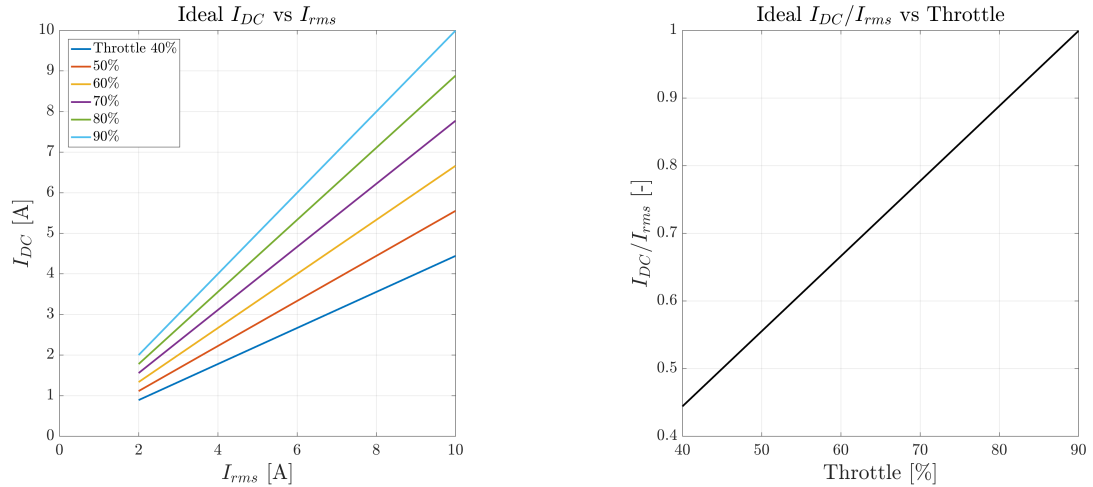 Ideal I_DC vs I_rms
10
9
8
7
6
5
4
3
2
1
0
I_DC [A]
Throttle 40%
50%
60%
70%
80%
90%
0 2 4 6 8 10
I_rms [A]
Ideal I_DC/I_rms vs Throttle
1
0.9
0.8
0.7
0.6
0.5
0.4
I_DC/I_rms [-]
40 50 60 70 80 90
Throttle [%]